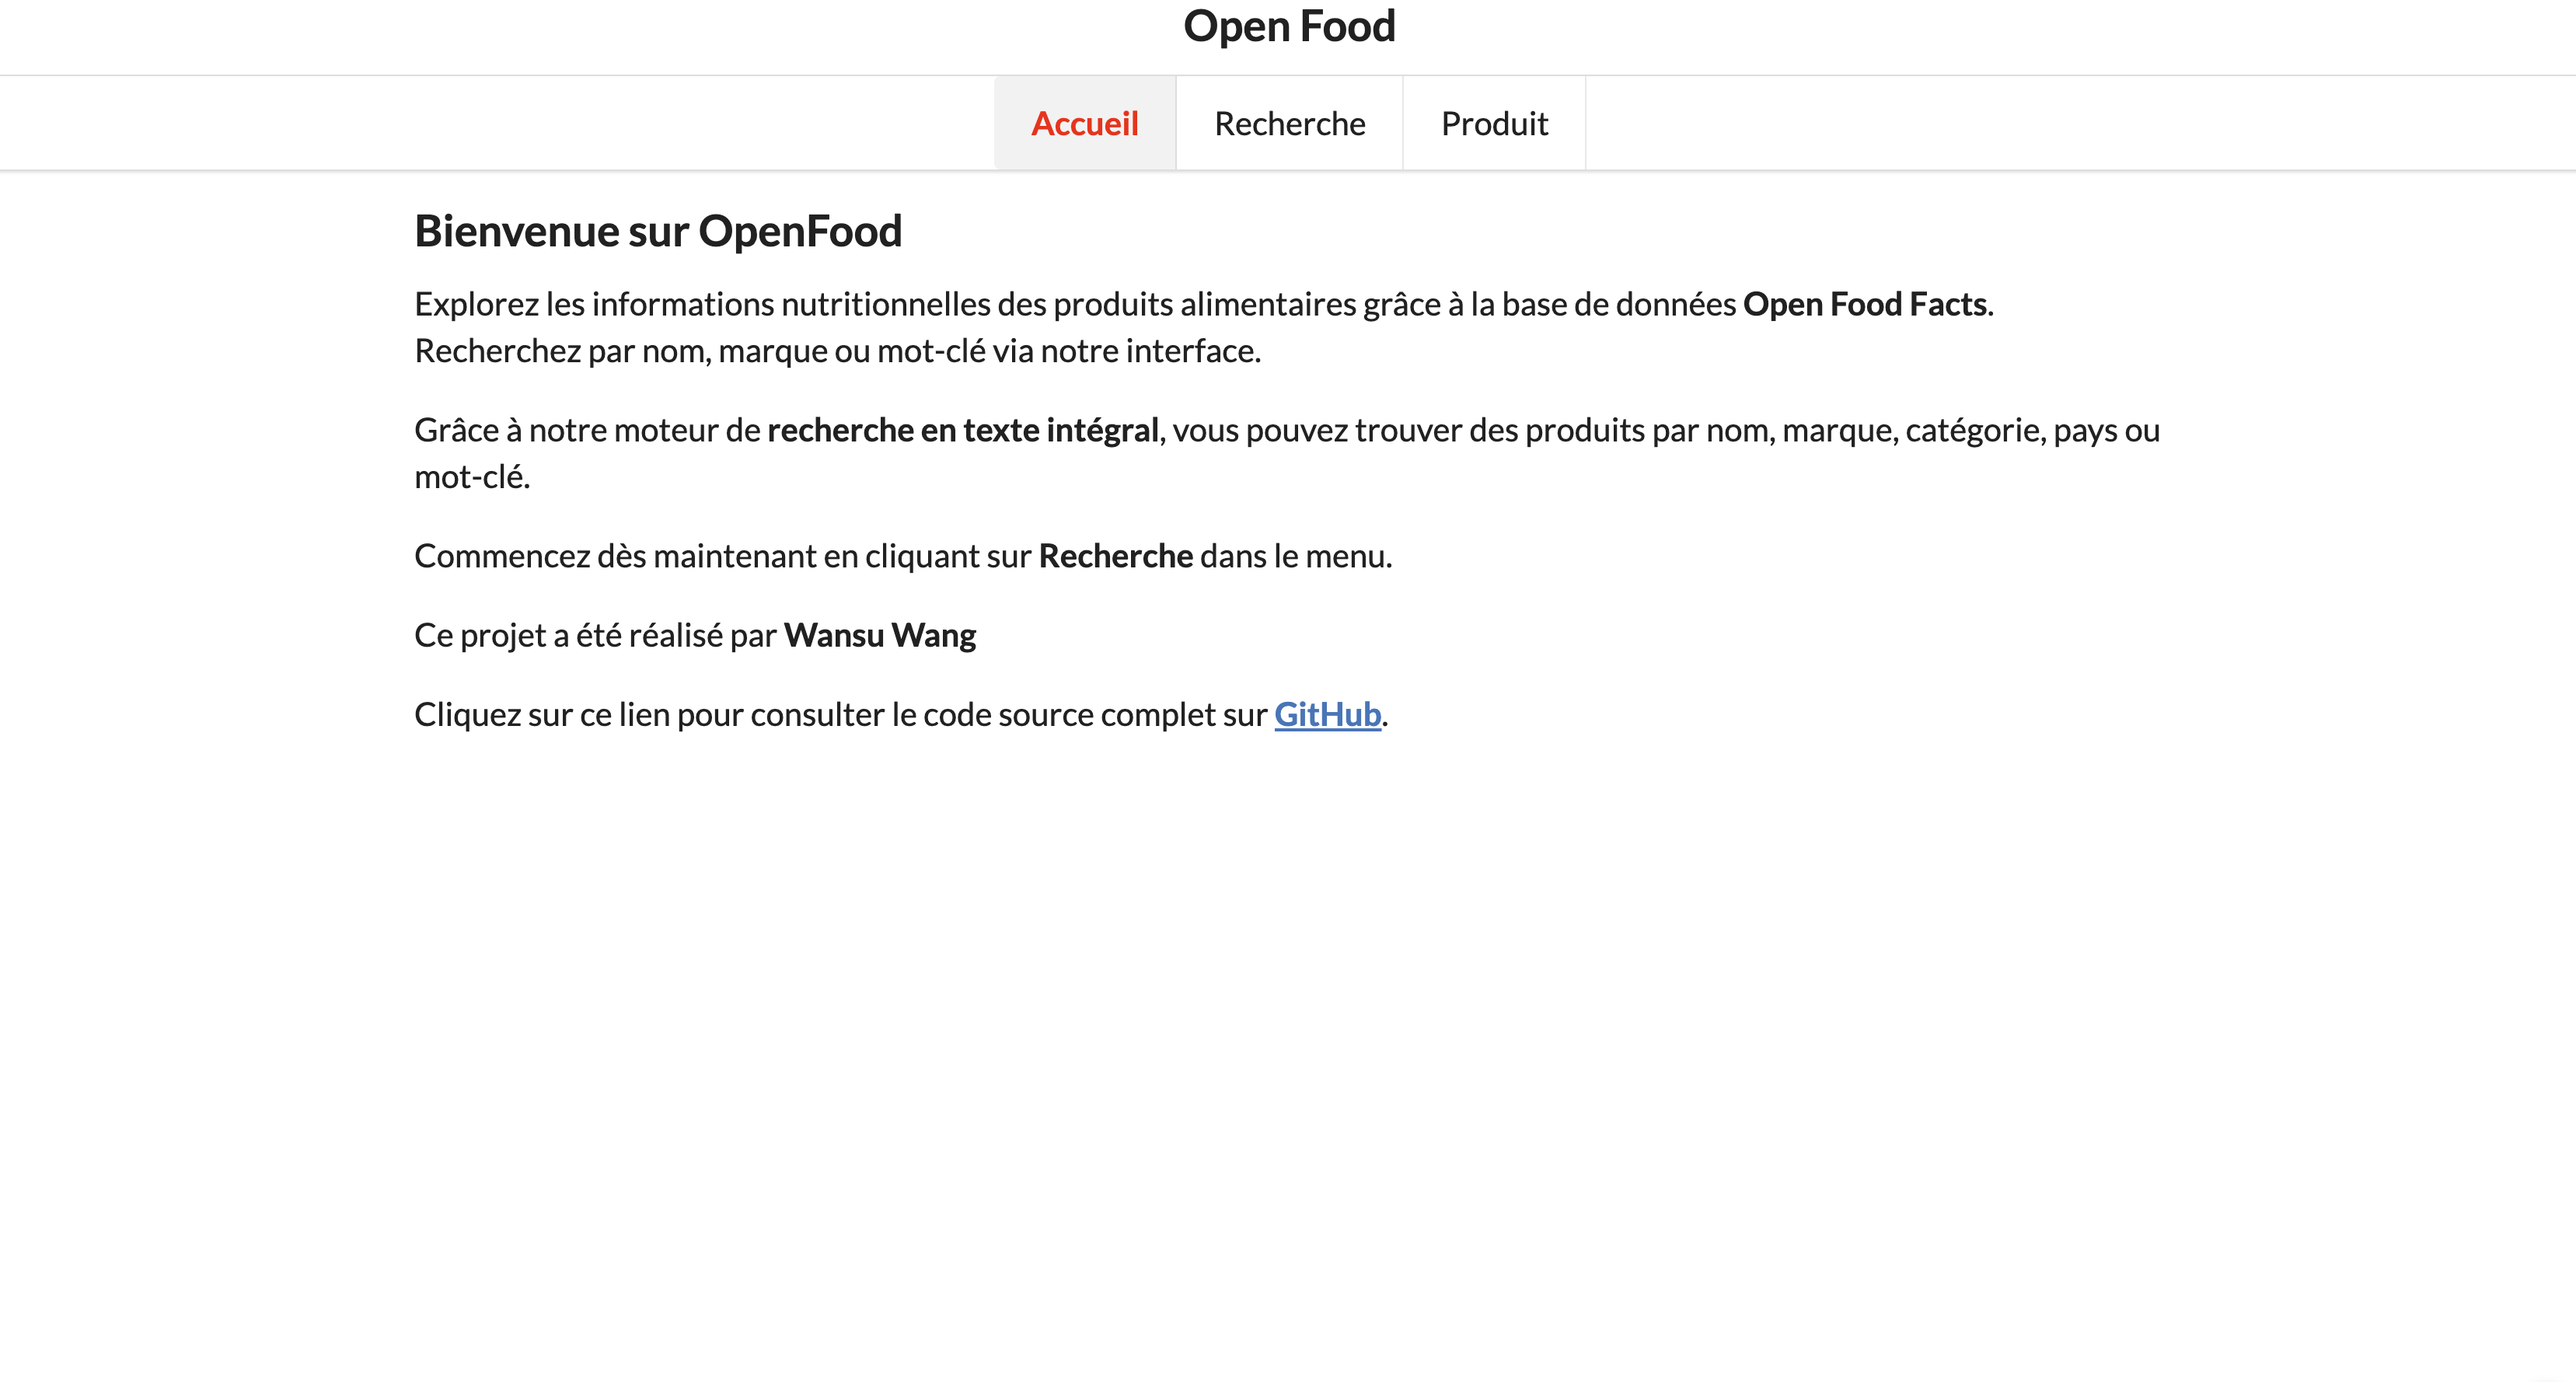 Open Food
Accueil Recherche Produit
Bienvenue sur OpenFood
Explorez les informations nutritionnelles des produits alimentaires grâce à la base de données Open Food Facts.
Recherchez par nom, marque ou mot-clé via notre interface.
Grâce à notre moteur de recherche en texte intégral, vous pouvez trouver des produits par nom, marque, catégorie, pays ou
mot-clé.
Commencez dès maintenant en cliquant sur Recherche dans le menu.
Ce projet a été réalisé par Wansu Wang
Cliquez sur ce lien pour consulter le code source complet sur GitHub.